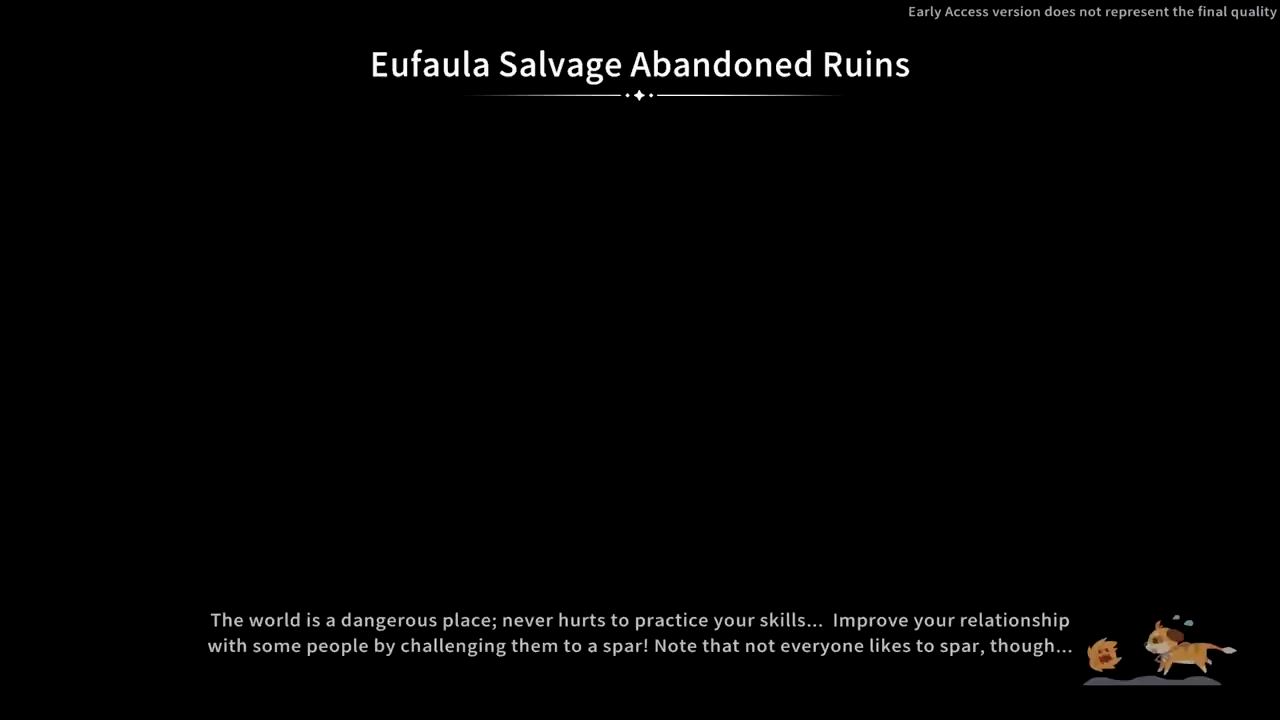 Early Access version does not represent the final quality
Eufaula Salvage Abandoned Ruins
The world is a dangerous place; never hurts to practice your skills...  Improve your relationship
with some people by challenging them to a spar! Note that not everyone likes to spar, though...